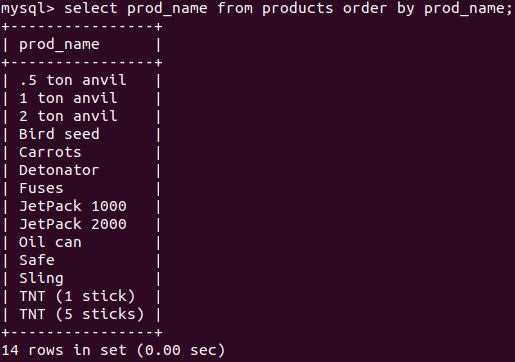 mysql> select prod_name from products order by prod_name;
+----------------+
| prod_name      |
+----------------+
| .5 ton anvil   |
| 1 ton anvil    |
| 2 ton anvil    |
| Bird seed      |
| Carrots        |
| Detonator      |
| Fuses          |
| JetPack 1000   |
| JetPack 2000   |
| Oil can        |
| Safe           |
| Sling          |
| TNT (1 stick)  |
| TNT (5 sticks) |
+----------------+
14 rows in set (0.00 sec)